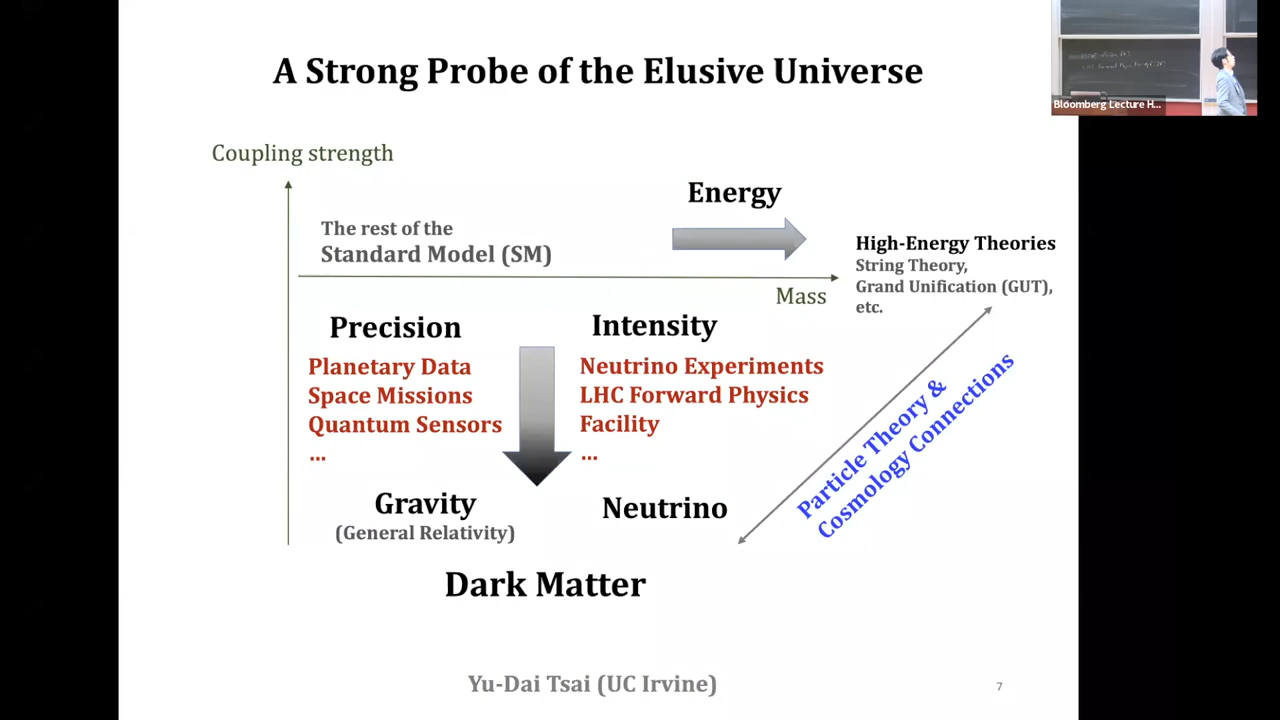 A Strong Probe of the Elusive Universe
Bloomberg Lecture H...
Coupling strength
Energy
The rest of the
Standard Model (SM)
High-Energy Theories
String Theory,
Grand Unification (GUT),
etc.
Mass
Precision
Planetary Data
Space Missions
Quantum Sensors
...
Intensity
Neutrino Experiments
LHC Forward Physics
Facility
...
Particle Theory &
Cosmology Connections
Gravity
(General Relativity)
Neutrino
Dark Matter
Yu-Dai Tsai (UC Irvine)
7